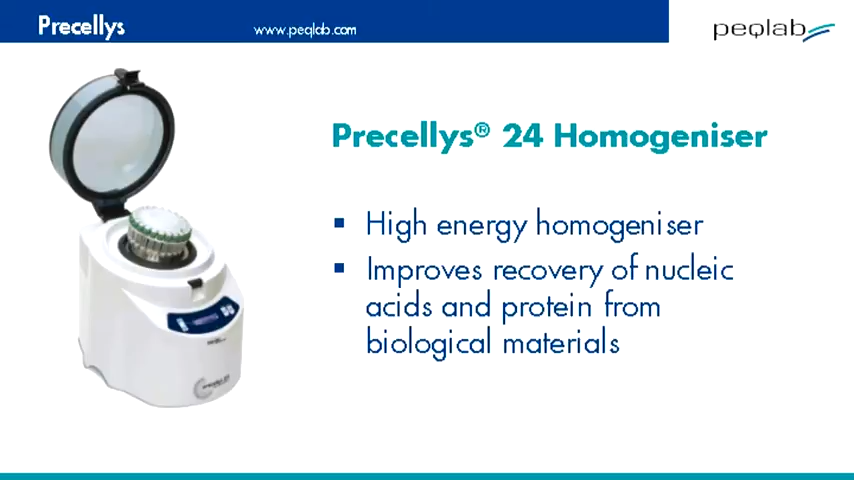 Precellys
www.peqlab.com
peqlab
Precellys® 24 Homogeniser
▪ High energy homogeniser
▪ Improves recovery of nucleic
acids and protein from
biological materials